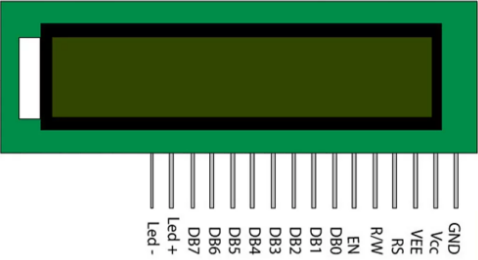 Led -
Led +
DB7
DB6
DB5
DB4
DB3
DB2
DB1
DB0
EN
R/W
RS
VEE
Vcc
GND